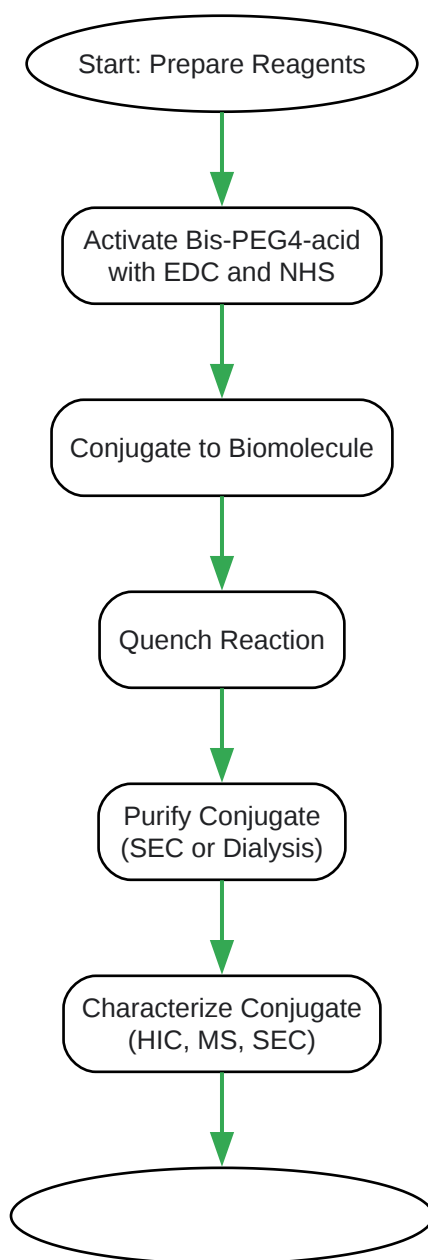 Start: Prepare Reagents
Activate Bis-PEG4-acid
with EDC and NHS
Conjugate to Biomolecule
Quench Reaction
Purify Conjugate
(SEC or Dialysis)
Characterize Conjugate
(HIC, MS, SEC)